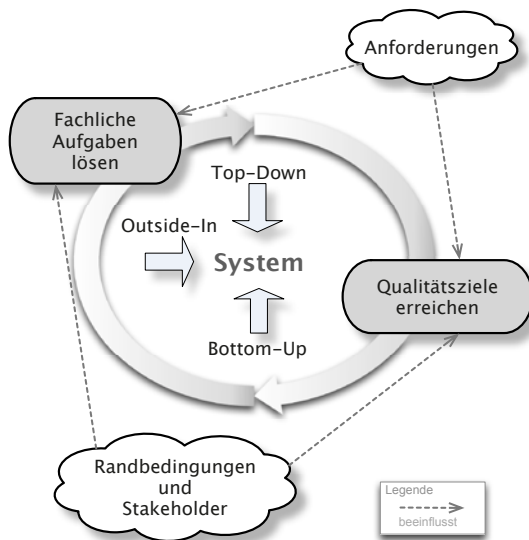 Anforderungen
Fachliche
Aufgaben
lösen
Top-Down
Outside-In
System
Qualitätsziele
erreichen
Bottom-Up
Randbedingungen
und
Stakeholder
Legende
beeinflusst